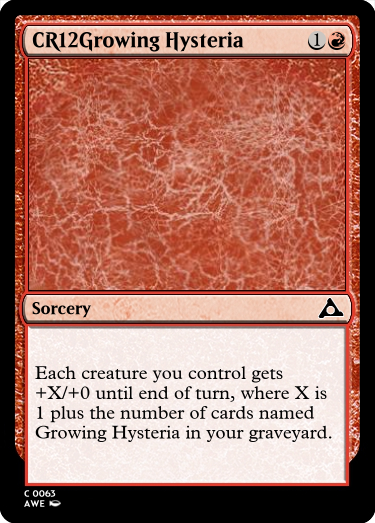 CR12Growing Hysteria 1
Sorcery
Each creature you control gets
+X/+0 until end of turn, where X is
1 plus the number of cards named
Growing Hysteria in your graveyard.
C 0063
AWE